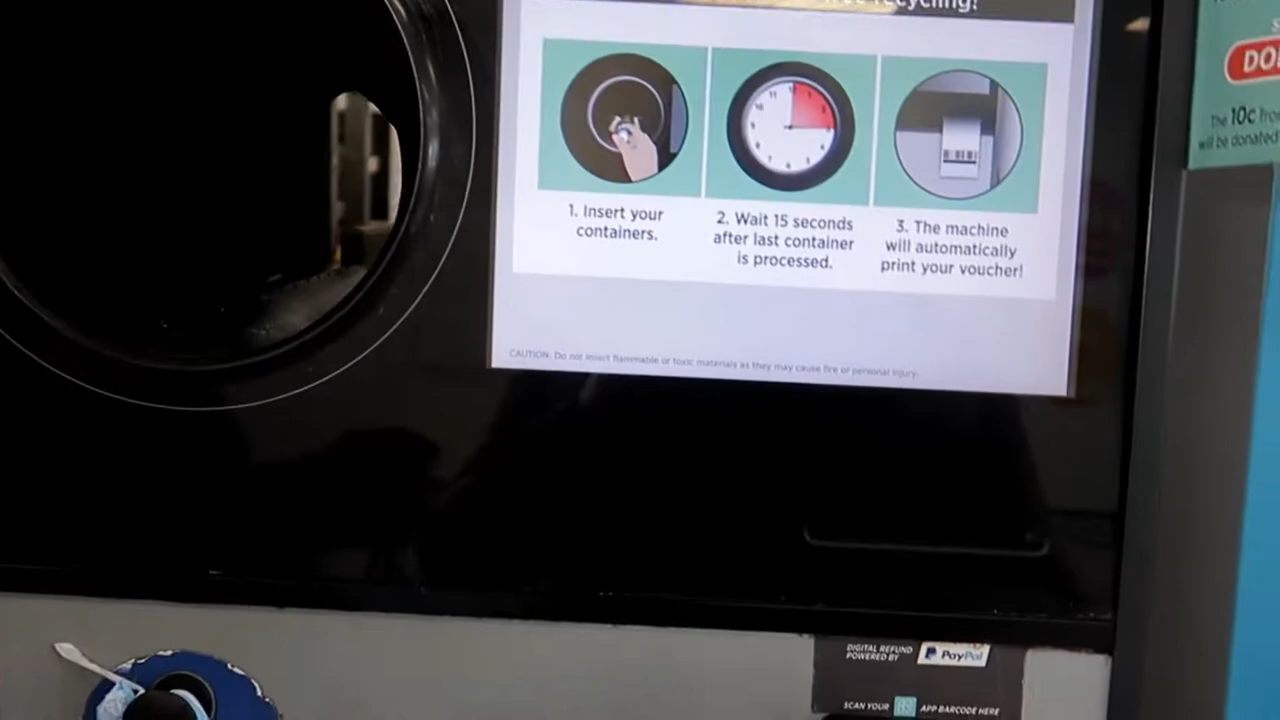 recycling!
1. Insert your
containers.
2. Wait 15 seconds
after last container
is processed.
3. The machine
will automatically
print your voucher!
CAUTION: Do not insert flammable or toxic materials as they may cause fire or personal injury.
The 10c
will be donated
DIGITAL REFUND
POWERED BY
PayPal
SCAN YOUR APP BARCODE HERE